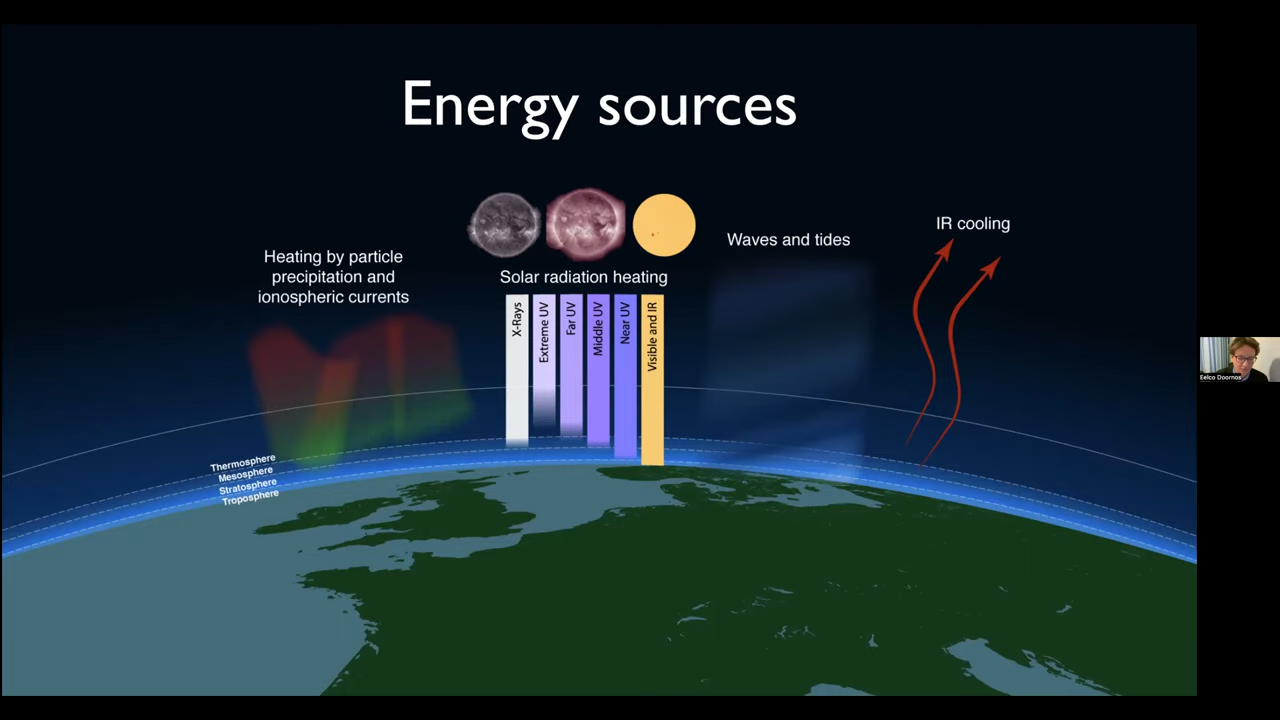 Energy sources
Heating by particle
precipitation and
ionospheric currents
Solar radiation heating
X-Rays
Extreme UV
Far UV
Middle UV
Near UV
Visible and IR
Waves and tides
IR cooling
Thermosphere
Mesosphere
Stratosphere
Troposphere
Eelco Doornbos